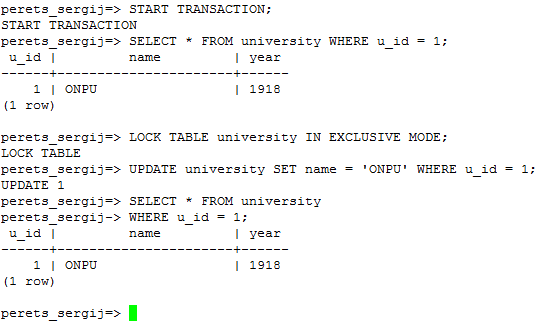 perets_sergij=> START TRANSACTION;
START TRANSACTION
perets_sergij=> SELECT * FROM university WHERE u_id = 1;
 u_id |         name         | year
------+----------------------+------
    1 | ONPU                 | 1918
(1 row)

perets_sergij=> LOCK TABLE university IN EXCLUSIVE MODE;
LOCK TABLE
perets_sergij=> UPDATE university SET name = 'ONPU' WHERE u_id = 1;
UPDATE 1
perets_sergij=> SELECT * FROM university
perets_sergij-> WHERE u_id = 1;
 u_id |         name         | year
------+----------------------+------
    1 | ONPU                 | 1918
(1 row)

perets_sergij=>